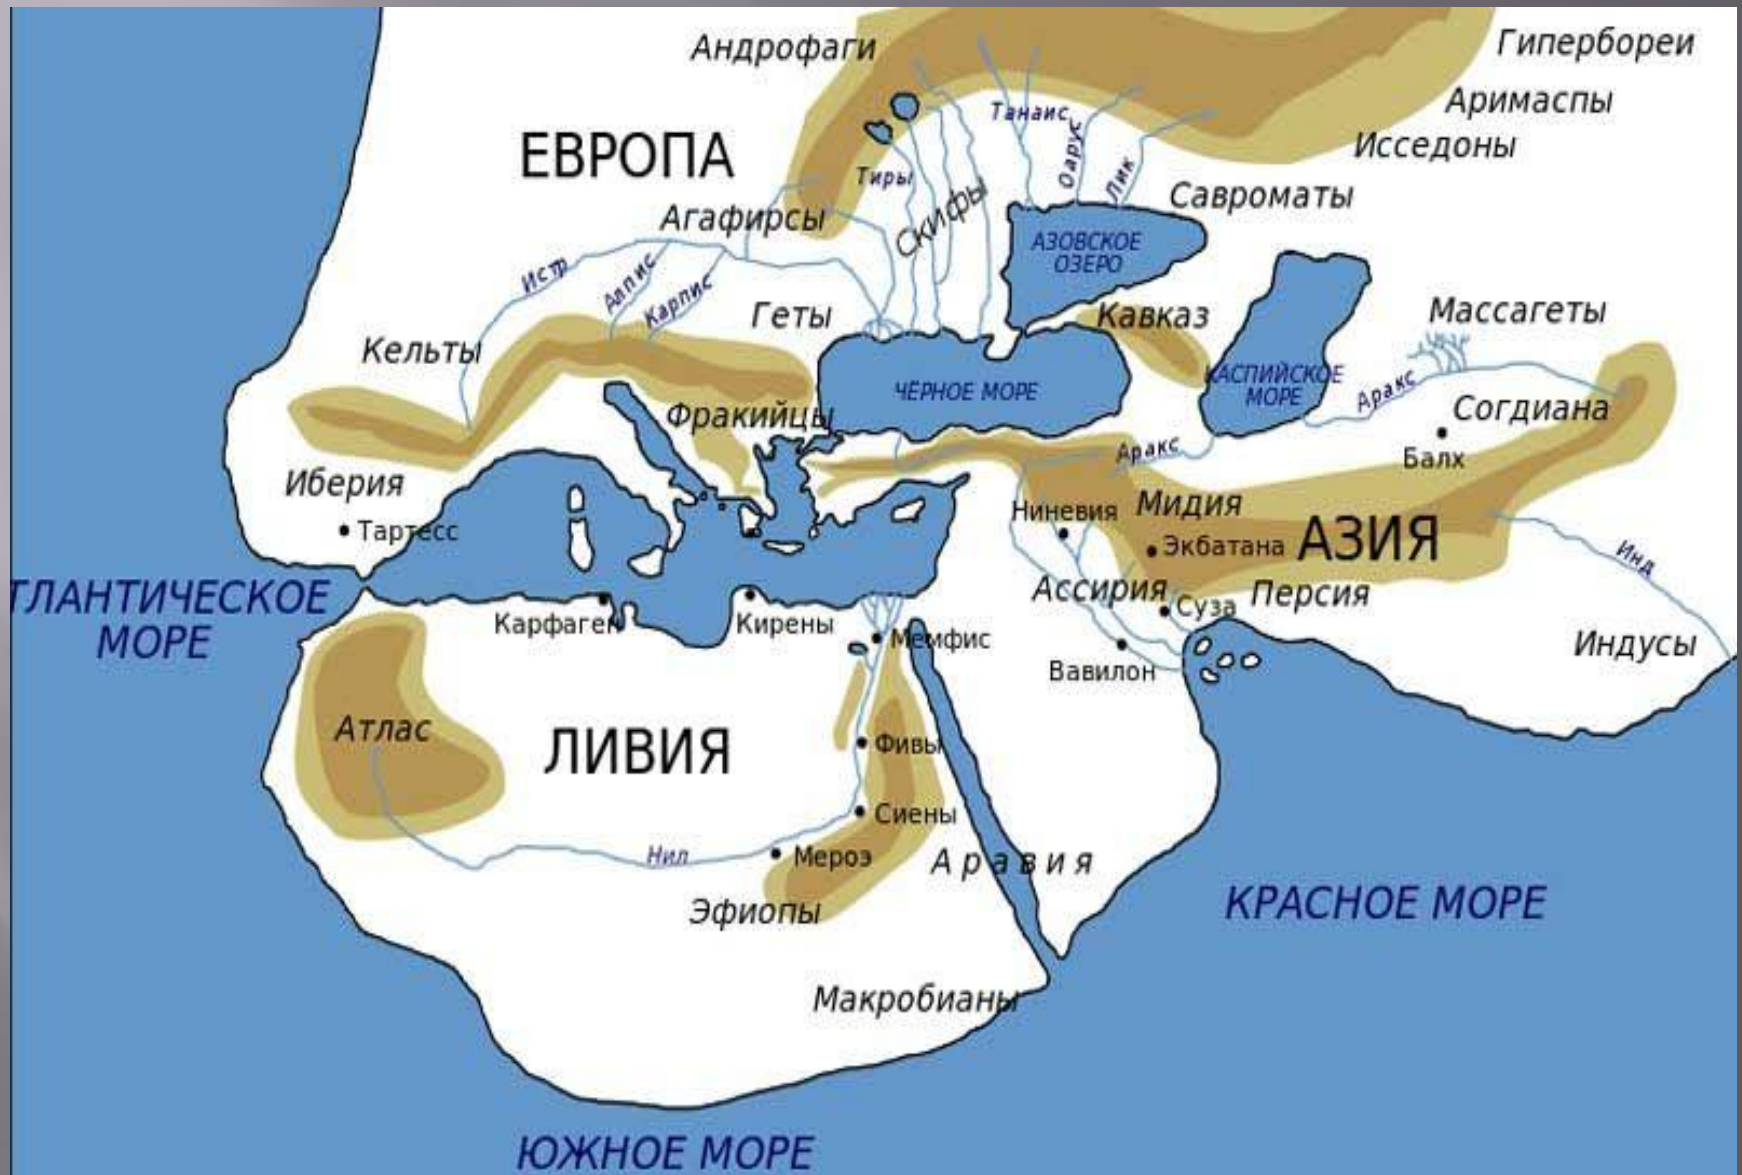 Андрофаги
Гипербореи
Аримаспы
Исседоны
Танаис
Оарус
Лик
ЕВРОПА
Тиры
Скифы
Савроматы
Агафирсы
АЗОВСКОЕ
ОЗЕРО
Истр
Алпис
Карпис
Геты
Кавказ
Массагеты
Кельты
ЧЁРНОЕ МОРЕ
КАСПИЙСКОЕ
МОРЕ
Аракс
Согдиана
Фракийцы
Аракс
Балх
Иберия
Тартесс
Ниневия
Мидия
Экбатана
АЗИЯ
Инд
ТЛАНТИЧЕСКОЕ
МОРЕ
Ассирия
Суза
Персия
Карфаген
Кирены
Мемфис
Вавилон
Индусы
Атлас
ЛИВИЯ
Фивы
Сиены
Нил
Мероэ
Аравия
Эфиопы
КРАСНОЕ МОРЕ
Макробианы
ЮЖНОЕ МОРЕ